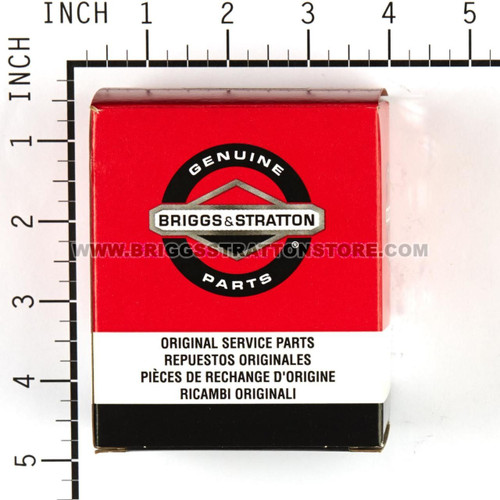 INCH 1 2 3 4 5
INCH
1
2
3
4
5
GENUINE
BRIGGS&STRATTON
®
PARTS
WWW.BRIGGSSTRATTONSTORE.COM
ORIGINAL SERVICE PARTS
REPUESTOS ORIGINALES
PIÈCES DE RECHANGE D'ORIGINE
RICAMBI ORIGINALI